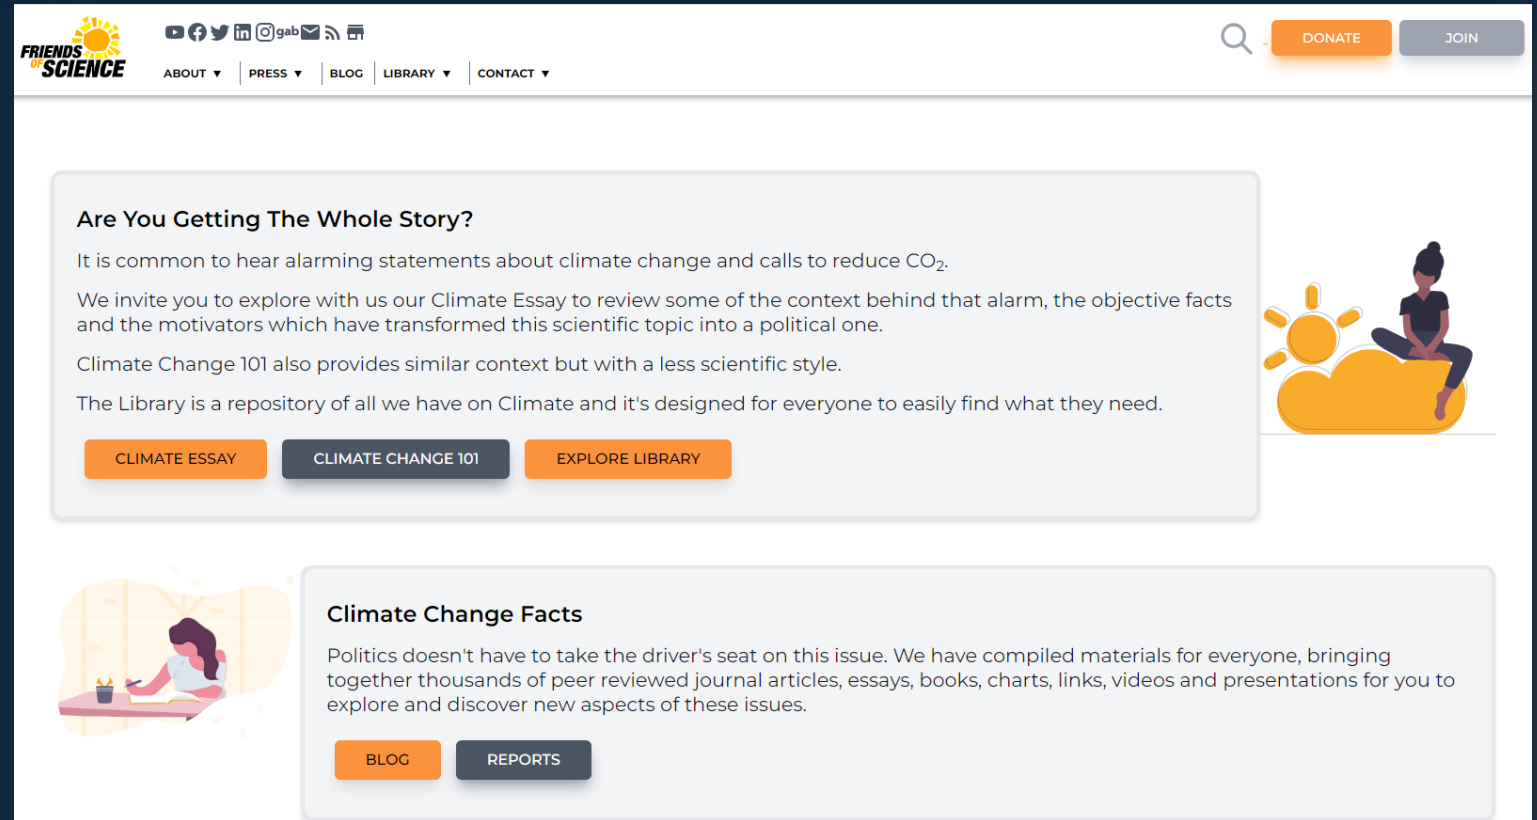 FRIENDS
OF SCIENCE
gab
ABOUT ▼ PRESS ▼ BLOG LIBRARY ▼ CONTACT ▼
DONATE JOIN
Are You Getting The Whole Story?
It is common to hear alarming statements about climate change and calls to reduce CO₂.
We invite you to explore with us our Climate Essay to review some of the context behind that alarm, the objective facts
and the motivators which have transformed this scientific topic into a political one.
Climate Change 101 also provides similar context but with a less scientific style.
The Library is a repository of all we have on Climate and it's designed for everyone to easily find what they need.
CLIMATE ESSAY CLIMATE CHANGE 101 EXPLORE LIBRARY
Climate Change Facts
Politics doesn't have to take the driver's seat on this issue. We have compiled materials for everyone, bringing
together thousands of peer reviewed journal articles, essays, books, charts, links, videos and presentations for you to
explore and discover new aspects of these issues.
BLOG REPORTS